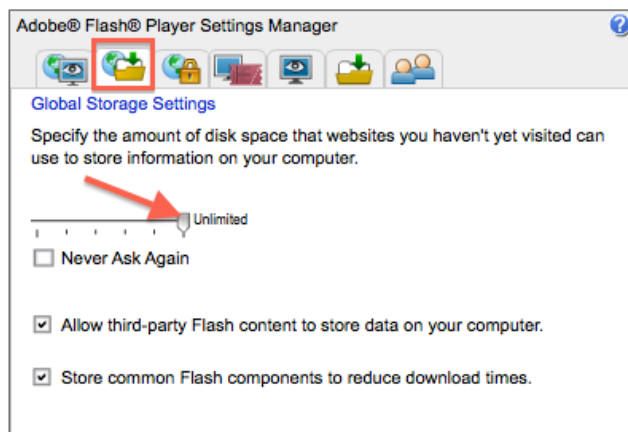 Adobe® Flash® Player Settings Manager
?
Global Storage Settings
Specify the amount of disk space that websites you haven't yet visited can
use to store information on your computer.
Unlimited
Never Ask Again
Allow third-party Flash content to store data on your computer.
Store common Flash components to reduce download times.